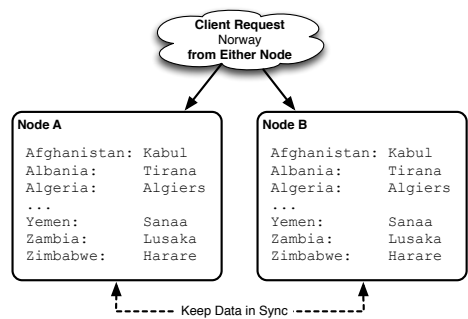 Client Request
Norway
from Either Node
Node A
Afghanistan: Kabul
Albania: Tirana
Algeria: Algiers
...
Yemen: Sanaa
Zambia: Lusaka
Zimbabwe: Harare
Node B
Afghanistan: Kabul
Albania: Tirana
Algeria: Algiers
...
Yemen: Sanaa
Zambia: Lusaka
Zimbabwe: Harare
Keep Data in Sync